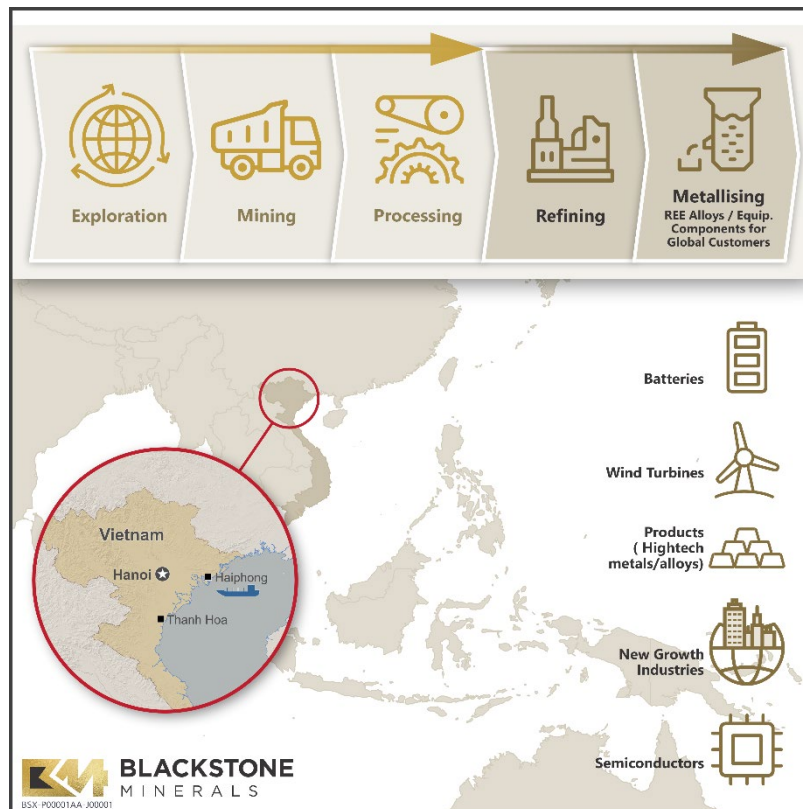 Exploration
Mining
Processing
Refining
Metallising
REE Alloys / Equip.
Components for
Global Customers
Batteries
Wind Turbines
Products
( Hightech
metals/alloys)
New Growth
Industries
Semiconductors
Vietnam
Hanoi
Haiphong
Thanh Hoa
BLACKSTONE
MINERALS
BSX-P00001AA-J00001